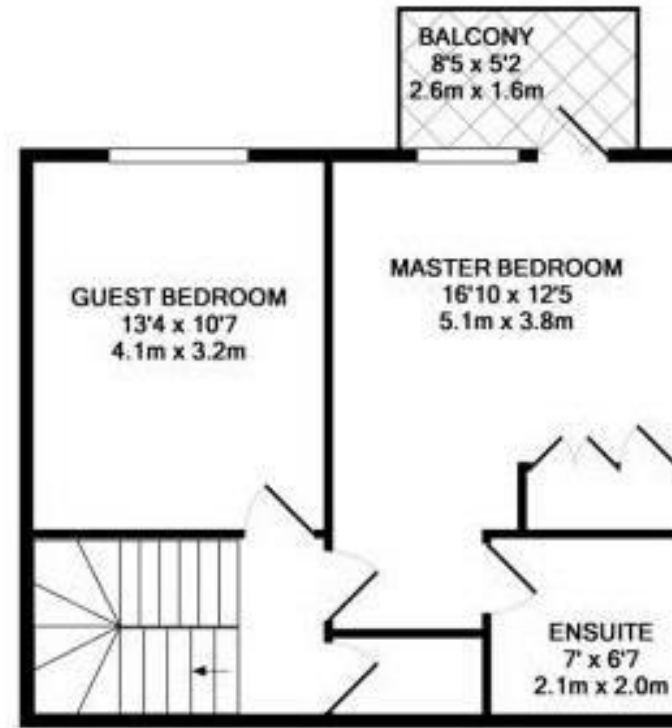 BALCONY
8'5 x 5'2
2.6m x 1.6m
GUEST BEDROOM
13'4 x 10'7
4.1m x 3.2m
MASTER BEDROOM
16'10 x 12'5
5.1m x 3.8m
ENSUITE
7' x 6'7
2.1m x 2.0m